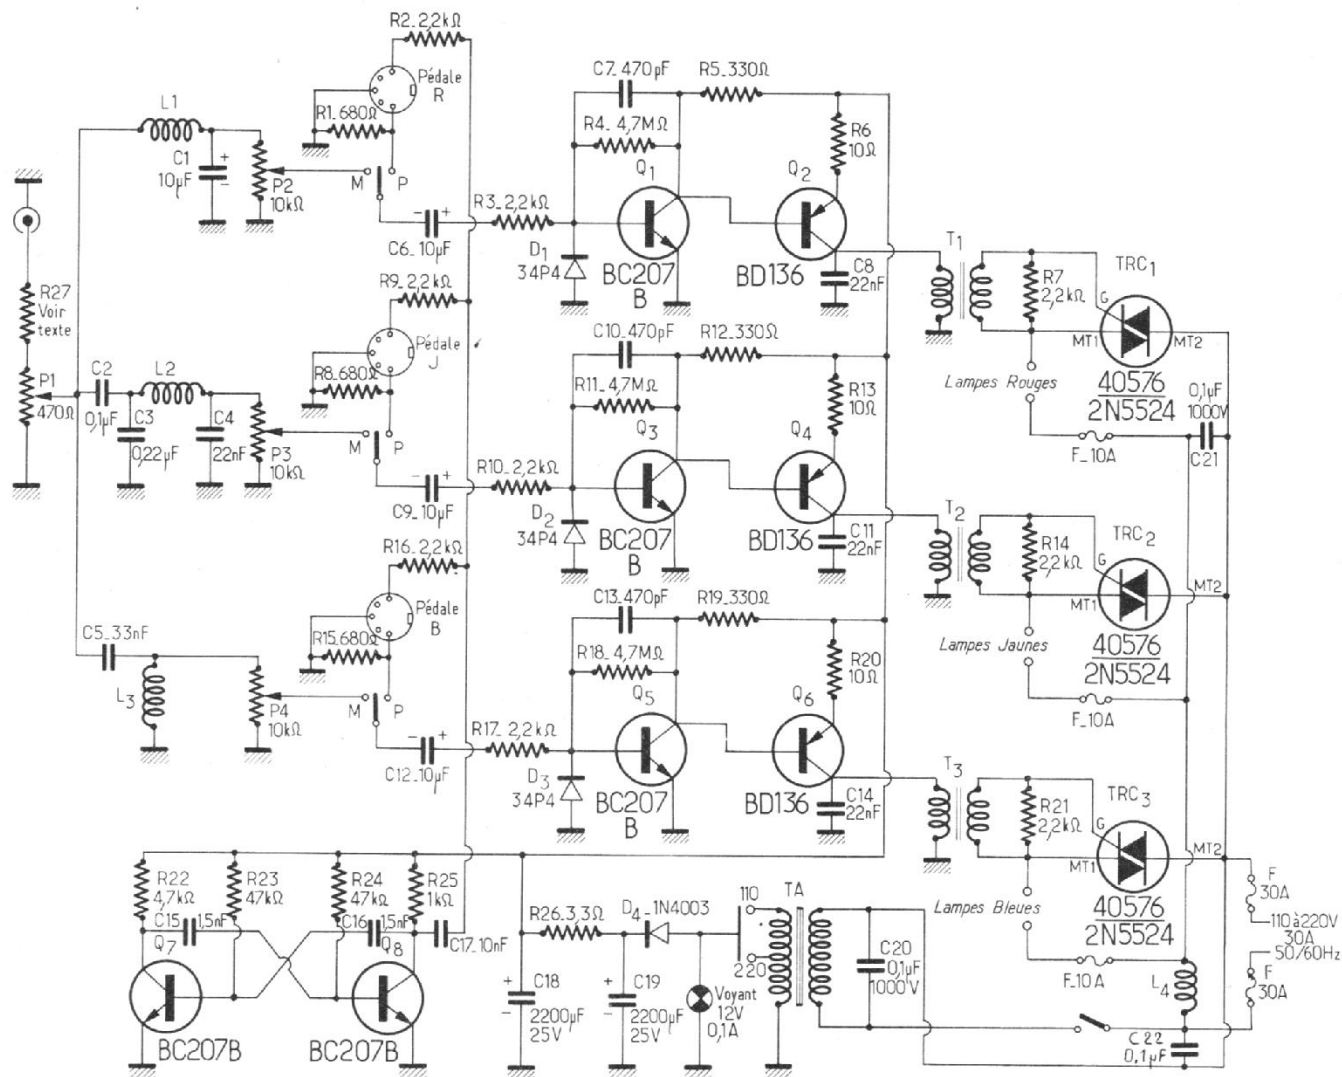 R2_2,2kΩ
Pédale
R
R1_680Ω
L1
C1
10µF
+
-
P2
10kΩ
M
P
- +
C6_10µF
R3_2,2kΩ
C7_470pF
R4_4,7MΩ
R5_330Ω
R6
10Ω
Q1
Q2
D1
34P4
BC207
B
BD136
C8
22nF
T1
R7
2,2kΩ
TRC1
G
MT1
MT2
40576
2N5524
Lampes Rouges
F_10A
0,1µF
1000V
C21
R27
Voir
texte
P1
470Ω
C2
0,1µF
C3
0,22µF
L2
C4
22nF
P3
10kΩ
R9_2,2kΩ
Pédale
J
R8_680Ω
M
P
- +
C9_10µF
R10_2,2kΩ
C10_470pF
R11_4,7MΩ
R12_330Ω
R13
10Ω
Q3
Q4
D2
34P4
BC207
B
BD136
C11
22nF
T2
R14
2,2kΩ
TRC2
G
MT1
MT2
40576
2N5524
Lampes Jaunes
F_10A
R16_2,2kΩ
Pédale
B
R15_680Ω
C5_33nF
L3
P4
10kΩ
M
P
- +
C12_10µF
R17_2,2kΩ
C13_470pF
R18_4,7MΩ
R19_330Ω
R20
10Ω
Q5
Q6
D3
34P4
BC207
B
BD136
C14
22nF
T3
R21
2,2kΩ
TRC3
G
MT1
MT2
40576
2N5524
Lampes Bleues
F_10A
L4
F
30A
110 à 220V
30A
50/60Hz
F
30A
C22
0,1µF
R22
4,7kΩ
R23
47kΩ
R24
47kΩ
R25
1kΩ
C15
1,5nF
C16
1,5nF
C17_10nF
Q7
Q8
BC207B
BC207B
R26_3,3Ω
D4_1N4003
+
-
C18
2200µF
25V
+
-
C19
2200µF
25V
Voyant
12V
0,1A
110
220
TA
C20
0,1µF
1000V